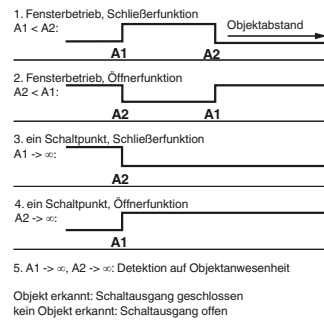 1. Fensterbetrieb, Schließerfunktion
A1 < A2:
Objektabstand
A1
A2
2. Fensterbetrieb, Öffnerfunktion
A2 < A1:
A2
A1
3. ein Schaltpunkt, Schließerfunktion
A1 -> ∞:
A2
4. ein Schaltpunkt, Öffnerfunktion
A2 -> ∞:
A1
5. A1 -> ∞, A2 -> ∞: Detektion auf Objektanwesenheit
Objekt erkannt: Schaltausgang geschlossen
kein Objekt erkannt: Schaltausgang offen